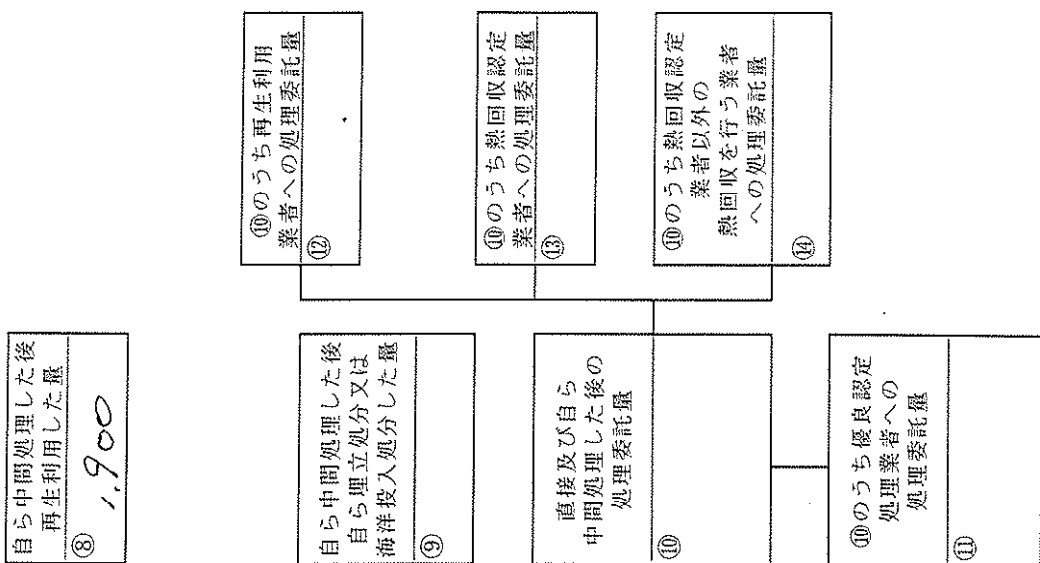 自ら中間処理した後
再生利用した量
⑧
1,900
自ら中間処理した後
自ら埋立処分又は
海洋投入処分した量
⑨
直接及び自ら
中間処理した後の
処理委託量
⑩
⑩のうち優良認定
処理業者への
処理委託量
⑪
⑩のうち再生利用
業者への処理委託量
⑫
⑩のうち熱回収認定
業者への処理委託量
⑬
⑩のうち熱回収認定
業者以外の
熱回収を行う業者
への処理委託量
⑭